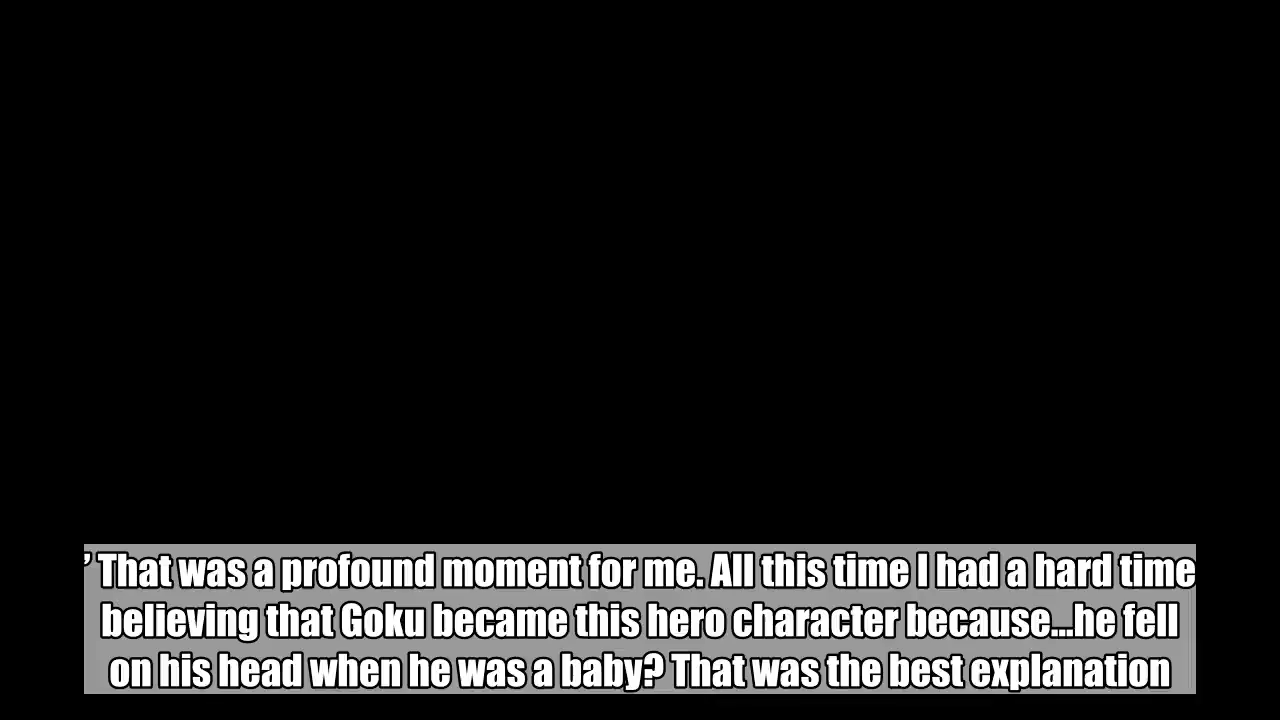 ’ That was a profound moment for me. All this time I had a hard time
believing that Goku became this hero character because...he fell
on his head when he was a baby? That was the best explanation